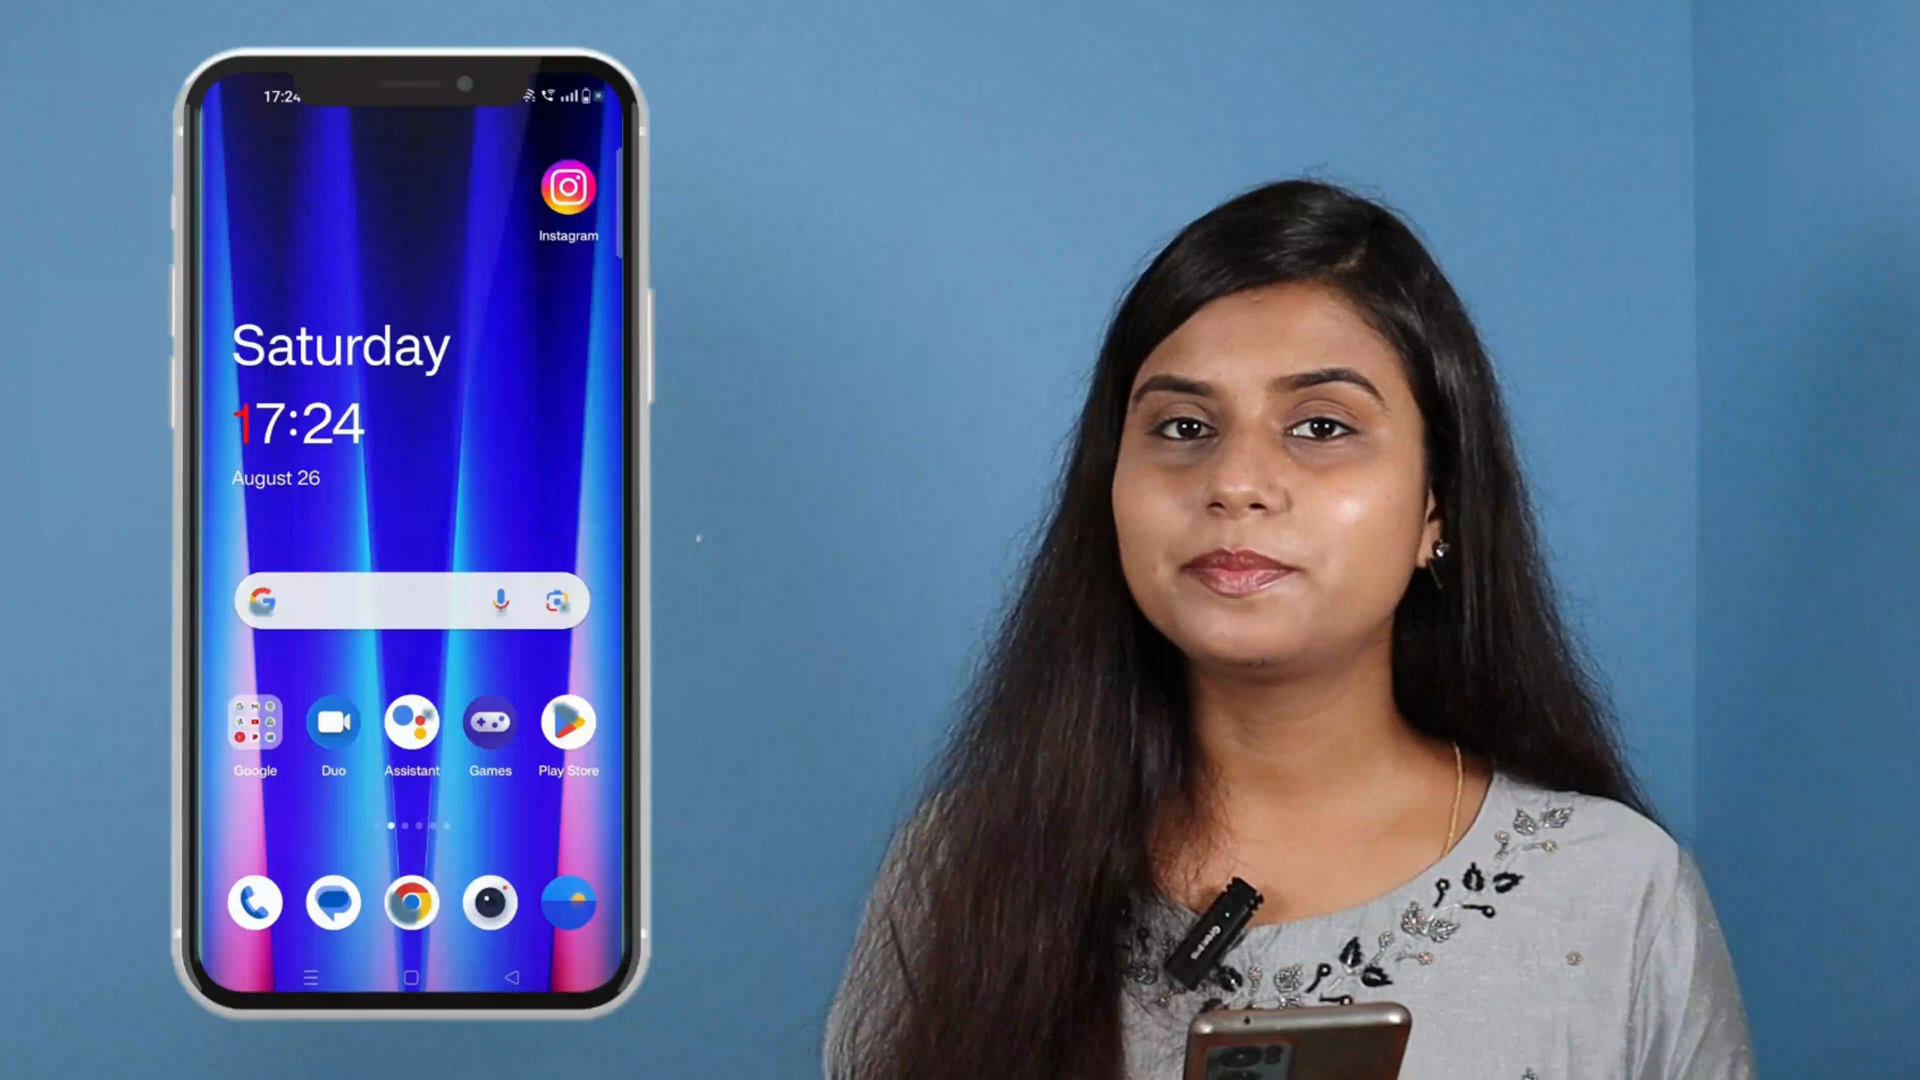 17:24
Instagram
Saturday
17:24
August 26
Google
Duo
Assistant
Games
Play Store